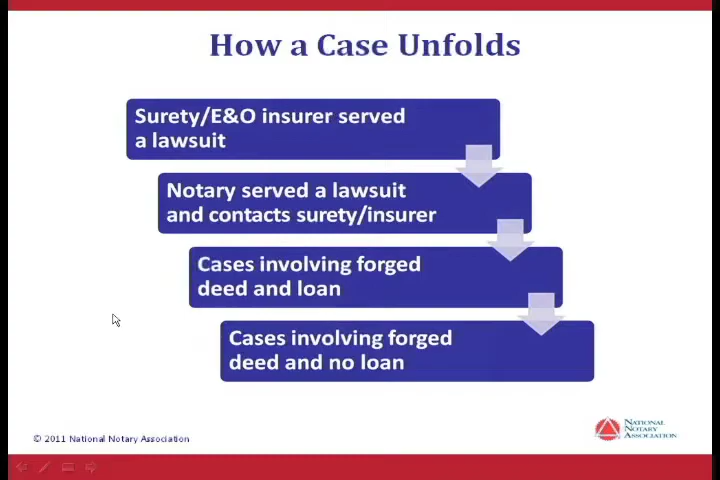 How a Case Unfolds
Surety/E&O insurer served
a lawsuit
Notary served a lawsuit
and contacts surety/insurer
Cases involving forged
deed and loan
Cases involving forged
deed and no loan
© 2011 National Notary Association
NATIONAL
NOTARY
ASSOCIATION